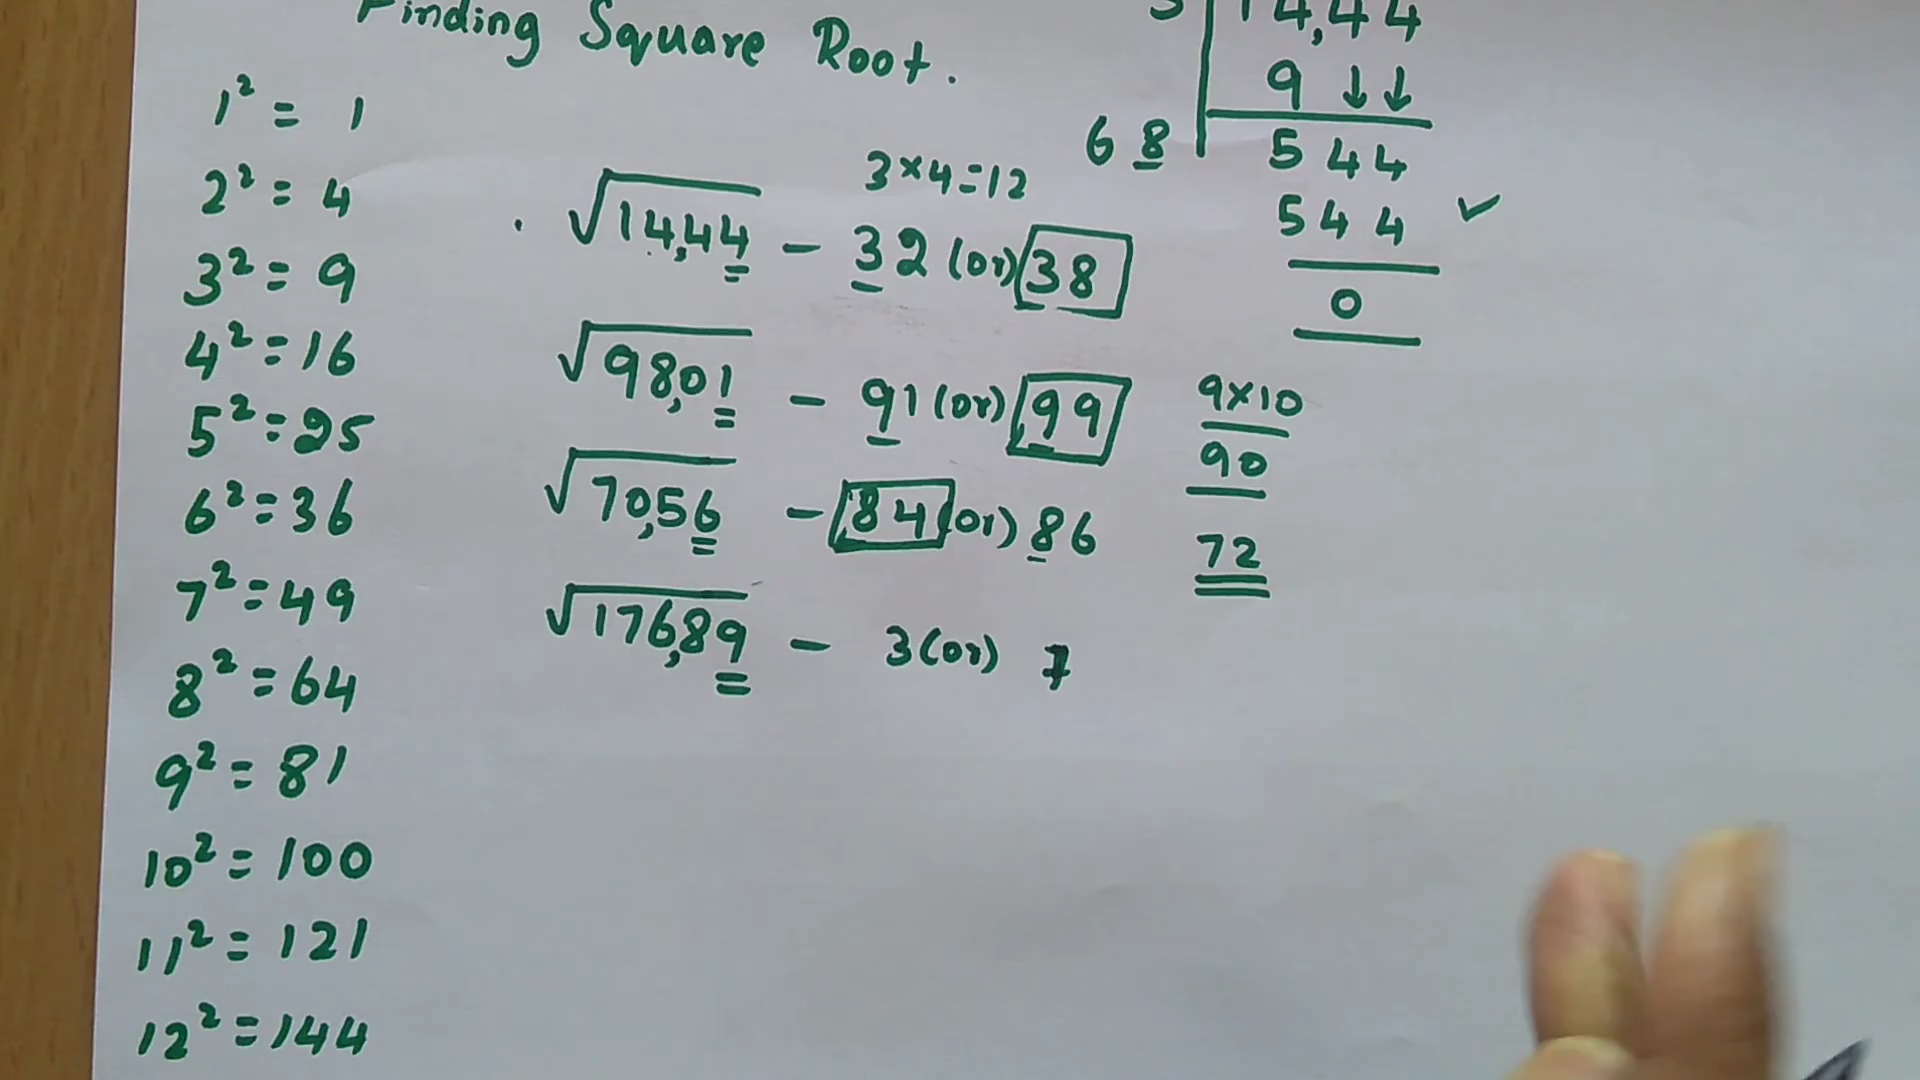 Finding Square Root.
1² = 1
2² = 4
3² = 9
4² = 16
5² = 25
6² = 36
7² = 49
8² = 64
9² = 81
10² = 100
11² = 121
12² = 144
3×4=12
√14,44 – 32 (or) 38
√98,01 – 91 (or) 99
√70,56 – 84 (or) 86
√176,89 – 3 (or) 7
14,44
9 ↓↓
68 544
544 ✓
0
9×10
90
72